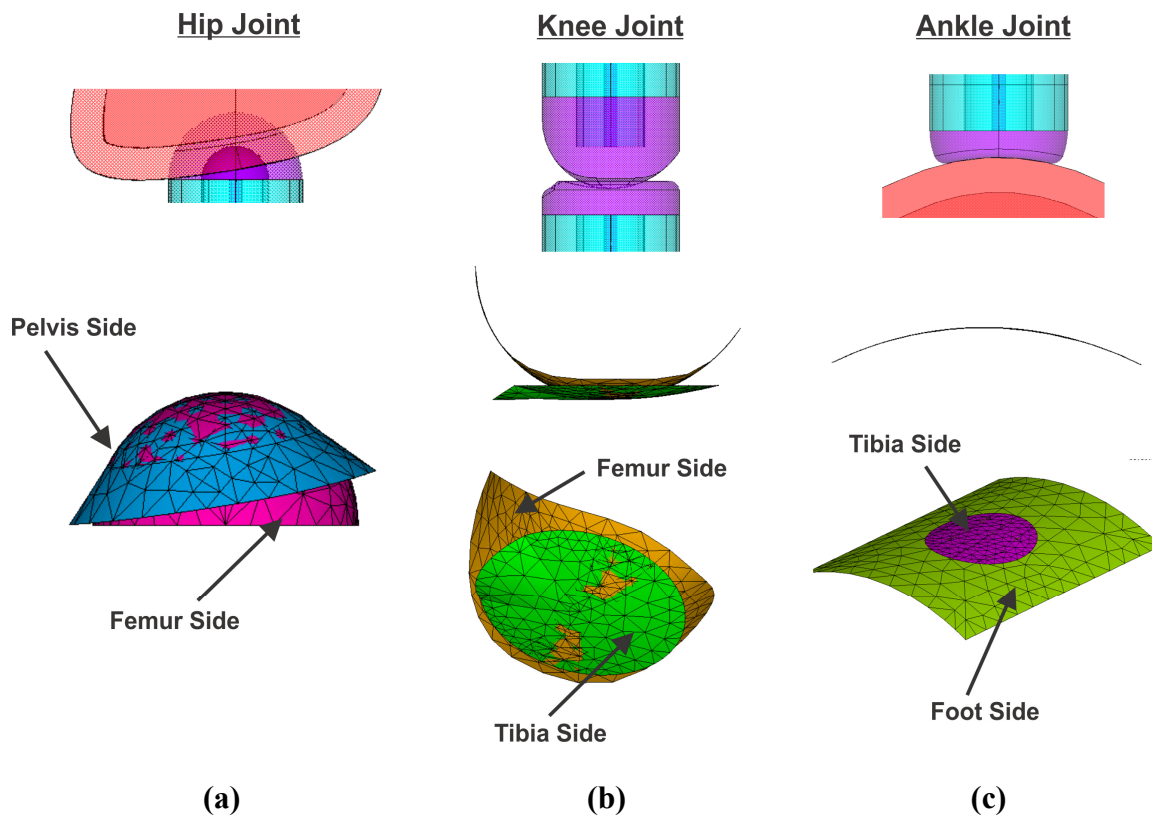 Hip Joint
Knee Joint
Ankle Joint
Pelvis Side
Femur Side
Femur Side
Tibia Side
Tibia Side
Foot Side
(a)
(b)
(c)